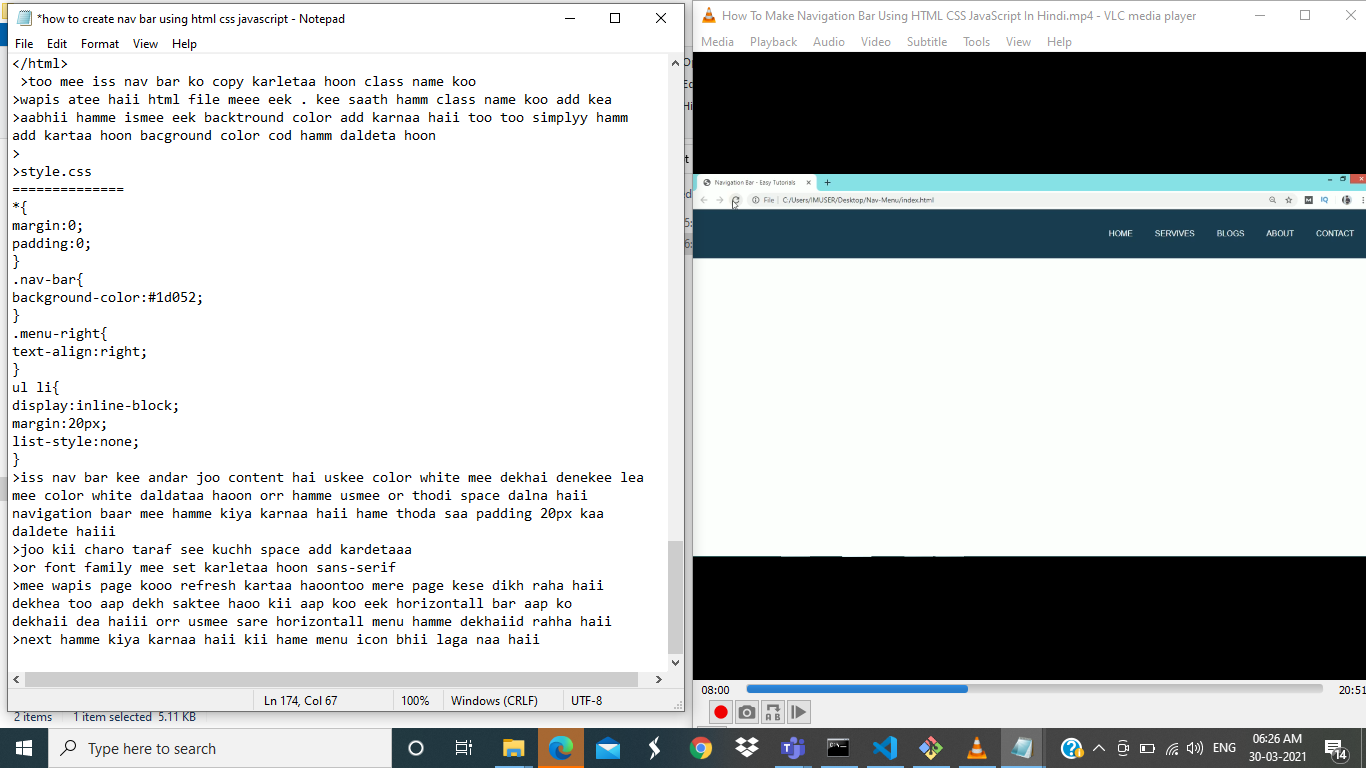 *how to create nav bar using html css javascript - Notepad
File Edit Format View Help
</html>
>too mee iss nav bar ko copy karletaa hoon class name koo
>wapis atee haii html file meee eek . kee saath hamm class name koo add kea
>aabhii hamme ismee eek backtround color add karnaa haii too too simplyy hamm
add kartaa hoon bacground color cod hamm daldeta hoon
>
>style.css
==============
*{
margin:0;
padding:0;
}
.nav-bar{
background-color:#1d052;
}
.menu-right{
text-align:right;
}
ul li{
display:inline-block;
margin:20px;
list-style:none;
}
>iss nav bar kee andar joo content hai uskee color white mee dekhai denekee lea
mee color white daldataa haoon orr hamme usmee or thodi space dalna haii
navigation baar mee hamme kiya karnaa haii hame thoda saa padding 20px kaa
daldete haiii
>joo kii charo taraf see kuchh space add kardetaaa
>or font family mee set karletaa hoon sans-serif
>mee wapis page kooo refresh kartaa haoontoo mere page kese dikh raha haii
dekhea too aap dekh saktee haoo kii aap koo eek horizontall bar aap ko
dekhaii dea haiii orr usmee sare horizontall menu hamme dekhaiid rahha haii
>next hamme kiya karnaa haii kii hame menu icon bhii laga naa haii
Ln 174, Col 67 100% Windows (CRLF) UTF-8
2 items 1 item selected 5.11 KB
How To Make Navigation Bar Using HTML CSS JavaScript In Hindi.mp4 - VLC media player
Media Playback Audio Video Subtitle Tools View Help
Navigation Bar - Easy Tutorials
File C:/Users/IMUSER/Desktop/Nav-Menu/index.html
HOME SERVIVES BLOGS ABOUT CONTACT
08:00 20:51
Type here to search
ENG
06:26 AM
30-03-2021
14